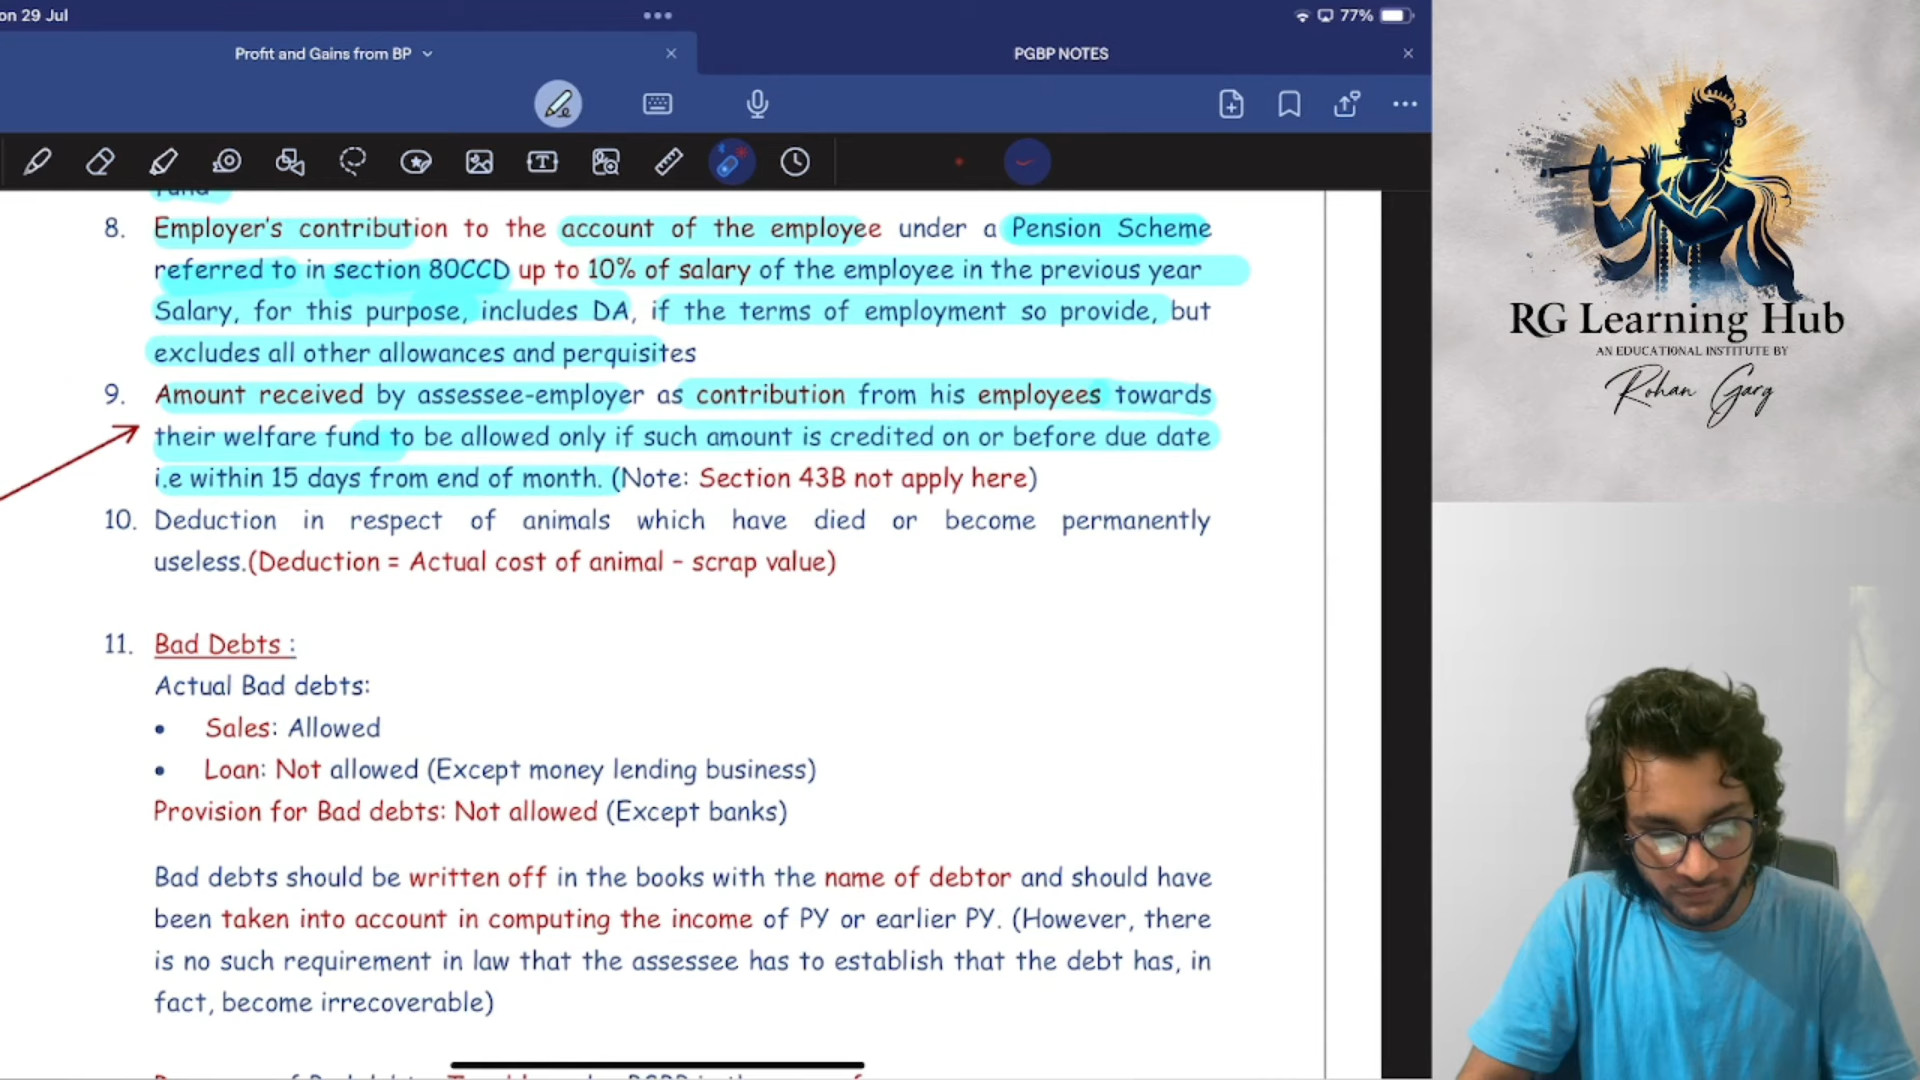 on 29 Jul
77%
Profit and Gains from BP
PGBP NOTES
fund
8. Employer's contribution to the account of the employee under a Pension Scheme
referred to in section 80CCD up to 10% of salary of the employee in the previous year
Salary, for this purpose, includes DA, if the terms of employment so provide, but
excludes all other allowances and perquisites
9. Amount received by assessee-employer as contribution from his employees towards
their welfare fund to be allowed only if such amount is credited on or before due date
i.e within 15 days from end of month. (Note: Section 43B not apply here)
10. Deduction in respect of animals which have died or become permanently
useless.(Deduction = Actual cost of animal – scrap value)
11. Bad Debts :
Actual Bad debts:
• Sales: Allowed
• Loan: Not allowed (Except money lending business)
Provision for Bad debts: Not allowed (Except banks)
Bad debts should be written off in the books with the name of debtor and should have
been taken into account in computing the income of PY or earlier PY. (However, there
is no such requirement in law that the assessee has to establish that the debt has, in
fact, become irrecoverable)
RG Learning Hub
AN EDUCATIONAL INSTITUTE BY
Rohan Garg